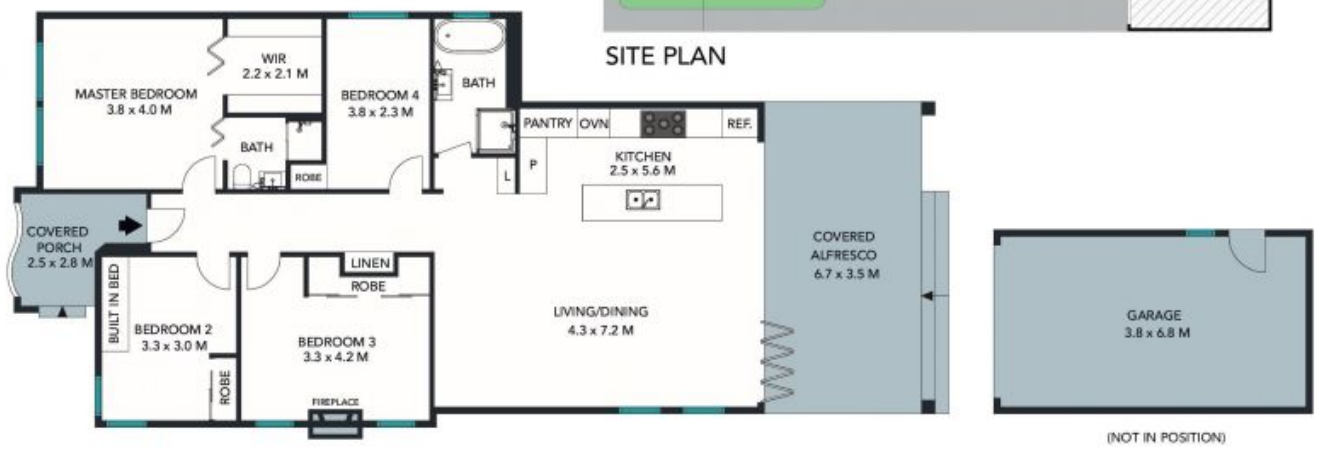 SITE PLAN
MASTER BEDROOM
3.8 x 4.0 M
WIR
2.2 x 2.1 M
BEDROOM 4
3.8 x 2.3 M
BATH
BATH
ROBE
PANTRY
OVN
REF.
P
L
KITCHEN
2.5 x 5.6 M
COVERED
PORCH
2.5 x 2.8 M
COVERED
ALFRESCO
6.7 x 3.5 M
LINEN
ROBE
BUILT IN BED
BEDROOM 2
3.3 x 3.0 M
ROBE
BEDROOM 3
3.3 x 4.2 M
FIREPLACE
LIVING/DINING
4.3 x 7.2 M
GARAGE
3.8 x 6.8 M
(NOT IN POSITION)